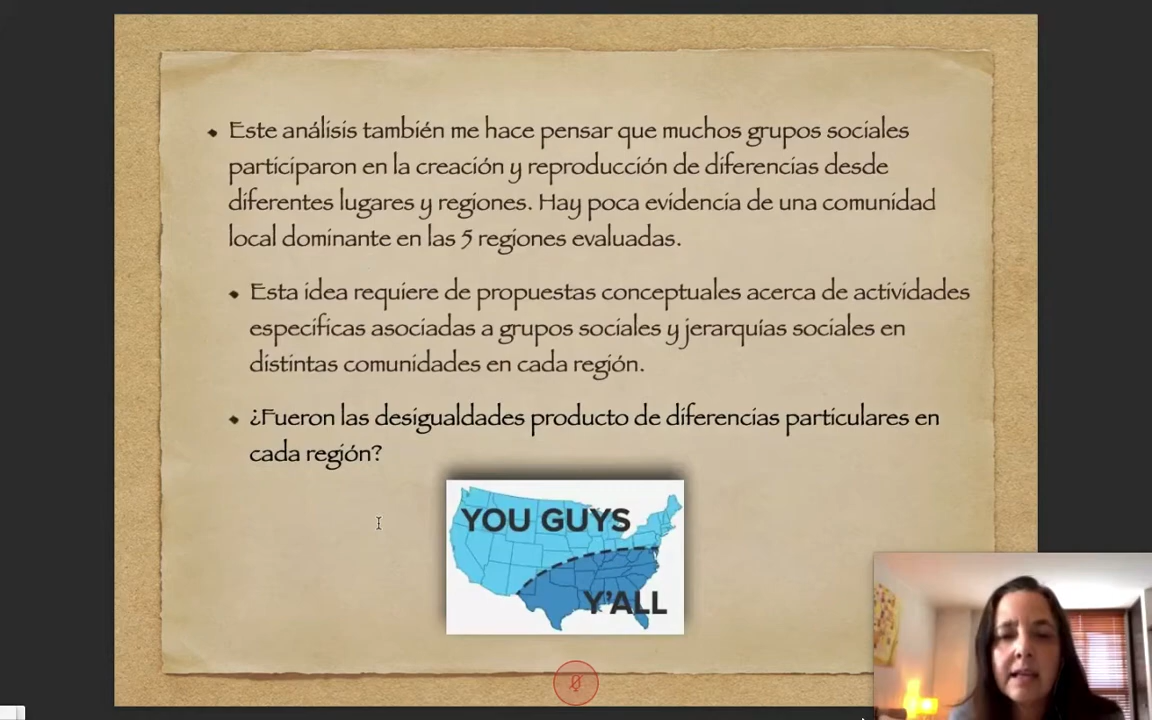 Este análisis también me hace pensar que muchos grupos sociales
participaron en la creación y reproducción de diferencias desde
diferentes lugares y regiones. Hay poca evidencia de una comunidad
local dominante en las 5 regiones evaluadas.
Esta idea requiere de propuestas conceptuales acerca de actividades
específicas asociadas a grupos sociales y jerarquías sociales en
distintas comunidades en cada región.
¿Fueron las desigualdades producto de diferencias particulares en
cada región?
YOU GUYS
Y'ALL